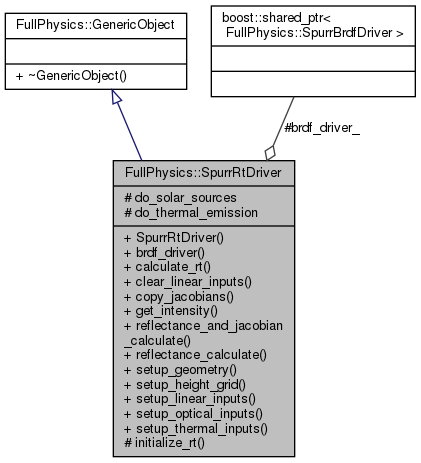 FullPhysics::GenericObject
+ ~GenericObject()
boost::shared_ptr<
FullPhysics::SpurrBrdfDriver >
#brdf_driver_
FullPhysics::SpurrRtDriver
# do_solar_sources
# do_thermal_emission
+ SpurrRtDriver()
+ brdf_driver()
+ calculate_rt()
+ clear_linear_inputs()
+ copy_jacobians()
+ get_intensity()
+ reflectance_and_jacobian
_calculate()
+ reflectance_calculate()
+ setup_geometry()
+ setup_height_grid()
+ setup_linear_inputs()
+ setup_optical_inputs()
+ setup_thermal_inputs()
# initialize_rt()